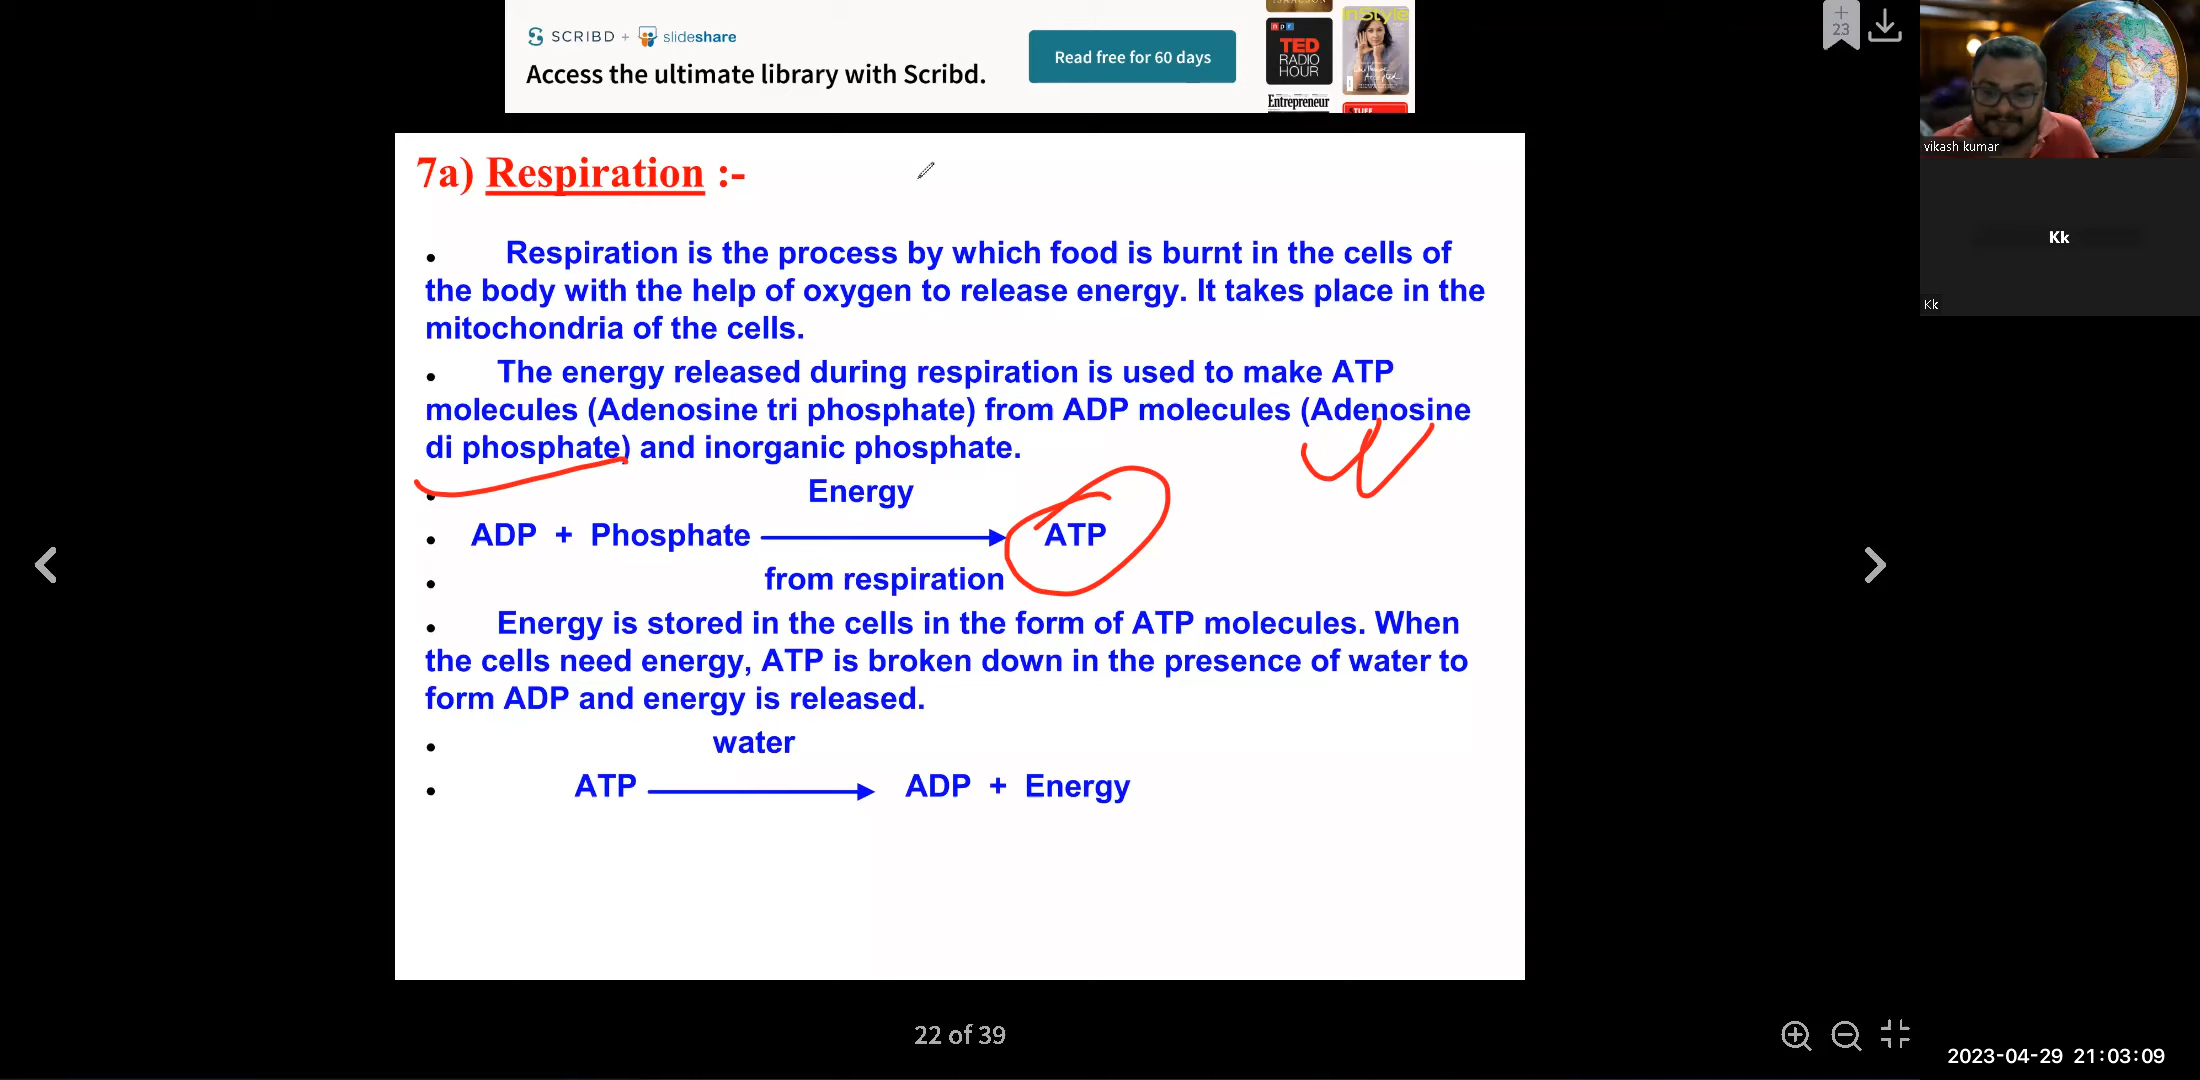 SCRIBD + slideshare
Access the ultimate library with Scribd.
Read free for 60 days
npr
TED
RADIO
HOUR
InStyle
Entrepreneur
+
23
vikash kumar
Kk
Kk
7a) Respiration :-
• Respiration is the process by which food is burnt in the cells of
the body with the help of oxygen to release energy. It takes place in the
mitochondria of the cells.
• The energy released during respiration is used to make ATP
molecules (Adenosine tri phosphate) from ADP molecules (Adenosine
di phosphate) and inorganic phosphate.
• Energy
• ADP + Phosphate ATP
• from respiration
• Energy is stored in the cells in the form of ATP molecules. When
the cells need energy, ATP is broken down in the presence of water to
form ADP and energy is released.
• water
• ATP ADP + Energy
22 of 39
2023-04-29 21:03:09